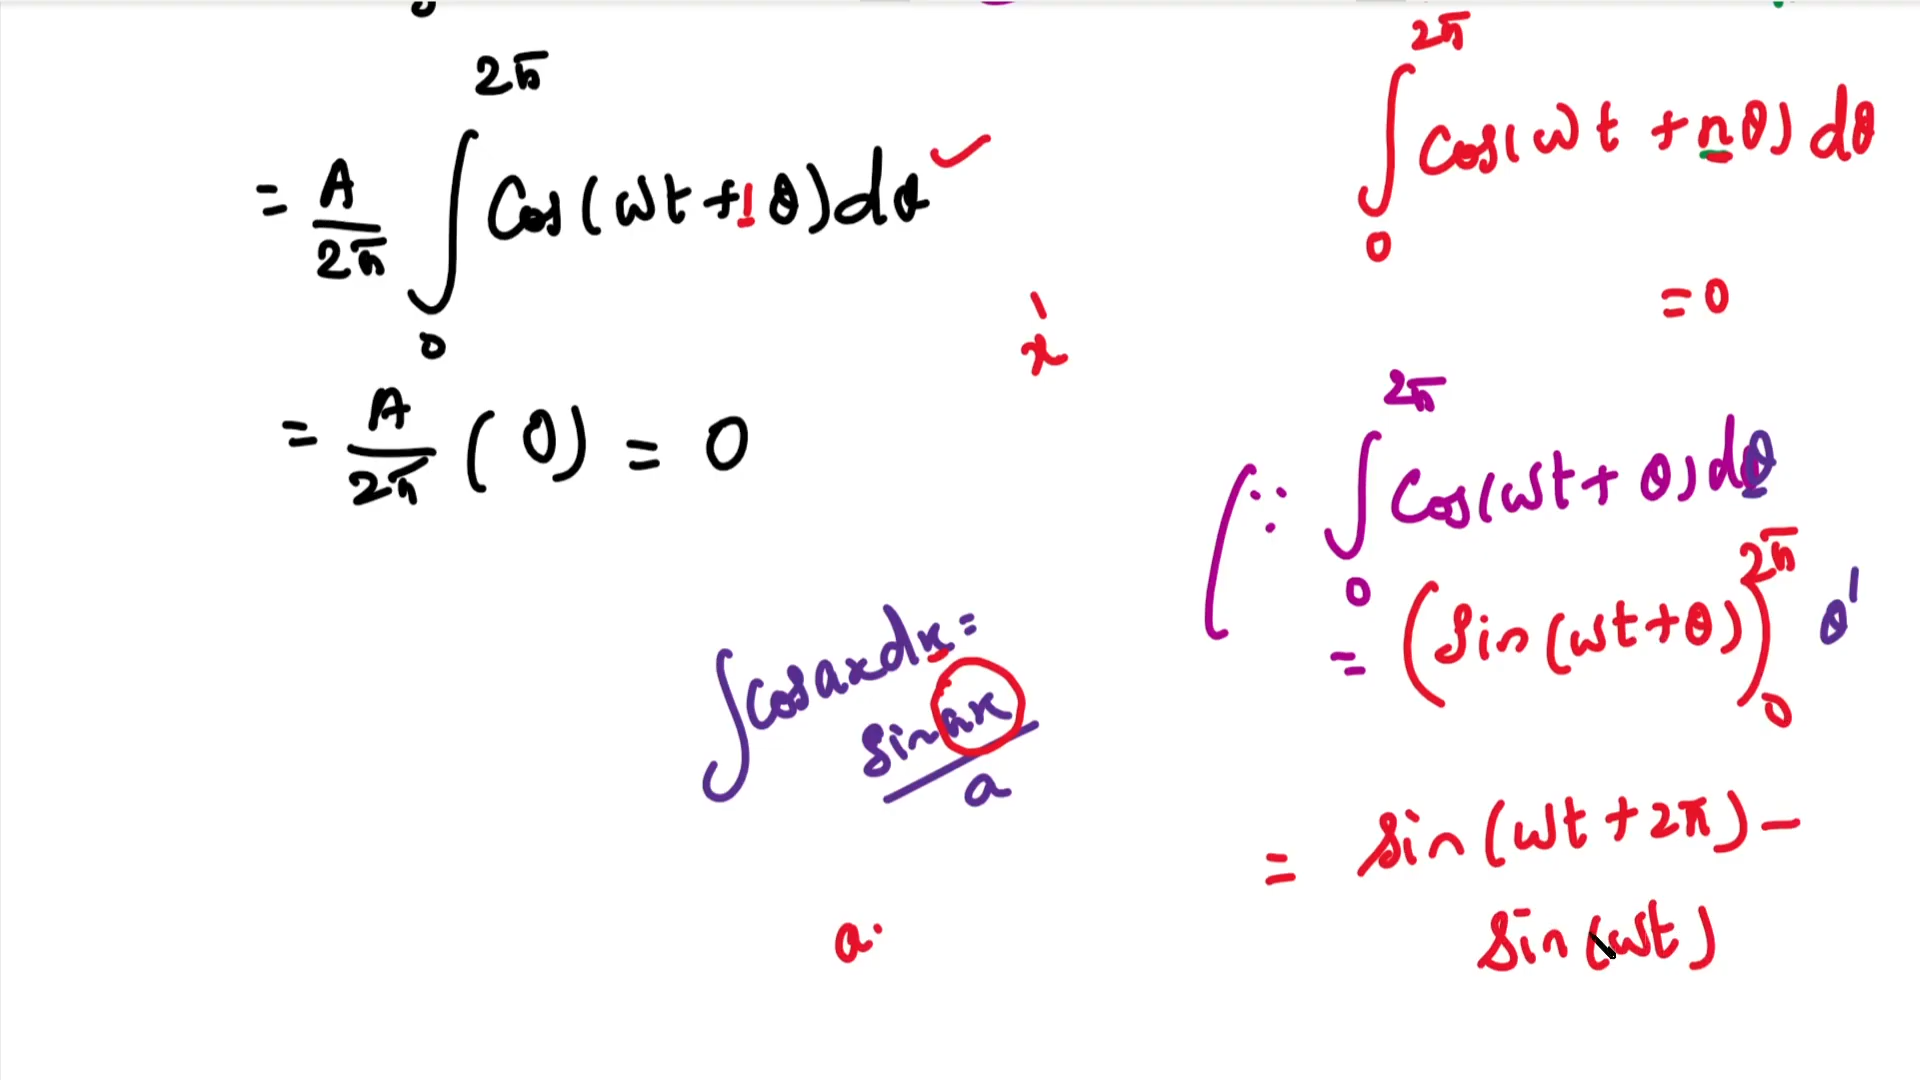 = A/2π ∫₀^2π Cos(ωt + 1θ)dθ ✓
= A/2π (0) = 0
∫cos ax dx =
sin ax / a
a.
x
∫₀^2π Cos(ωt + nθ) dθ
= 0
(∵ ∫₀^2π Cos(ωt + θ) dθ
= (sin(ωt+θ))₀^2π θ'
= sin(ωt + 2π) –
sin(ωt)